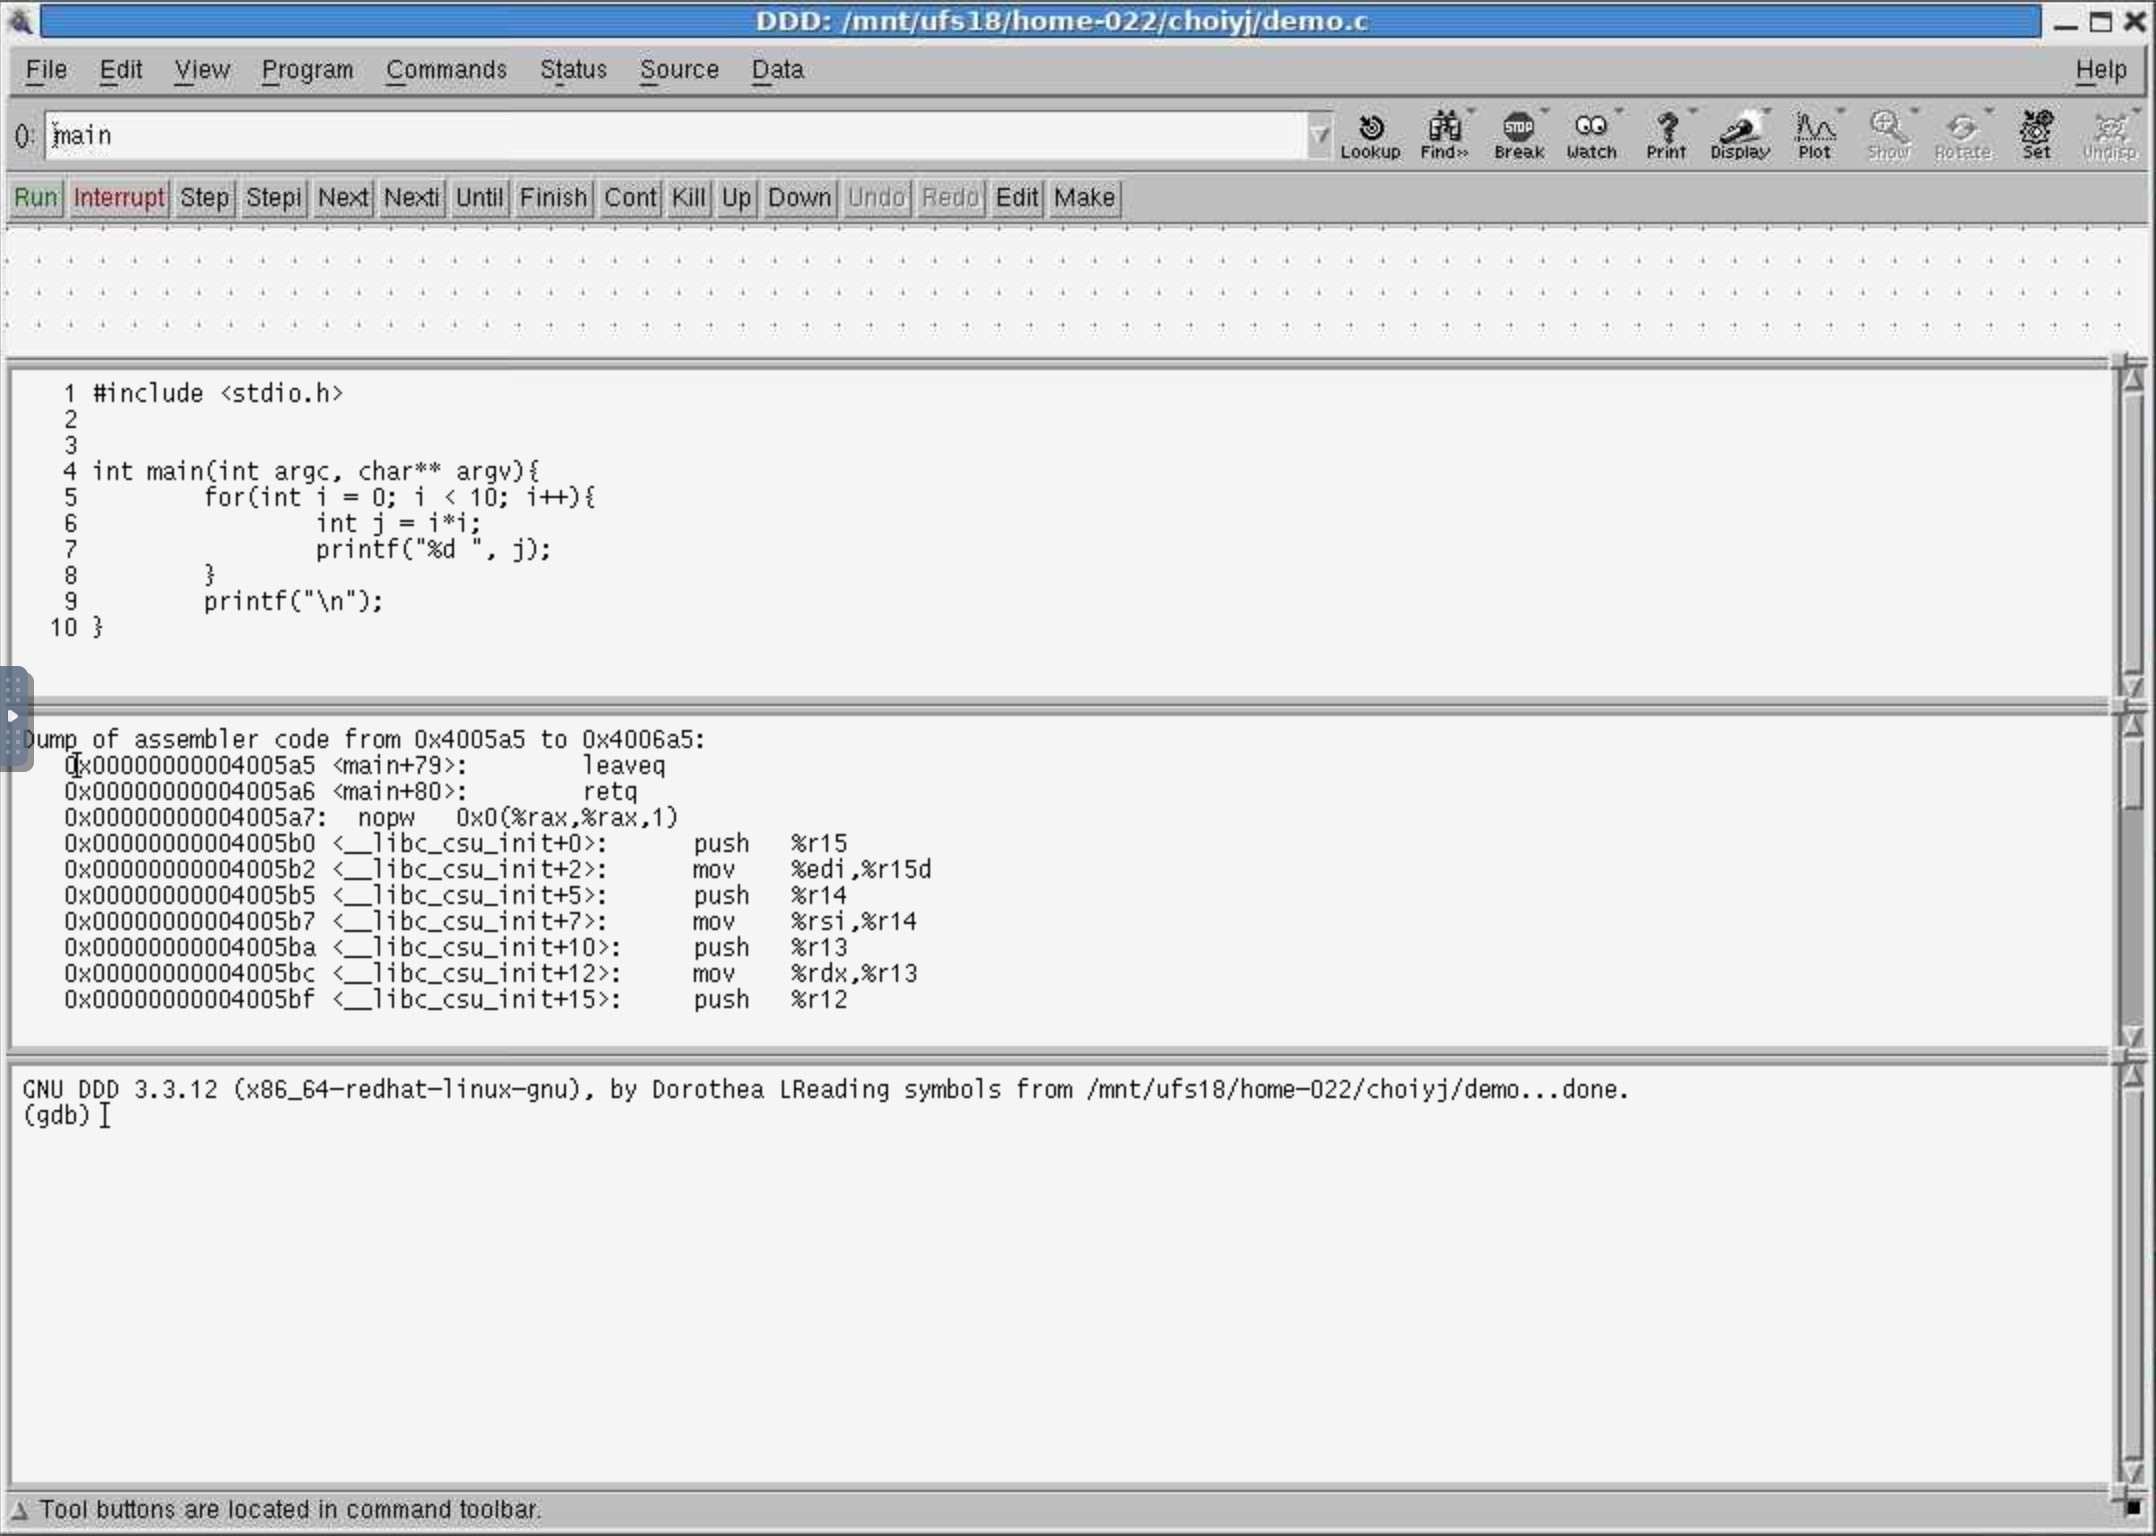 DDD: /mnt/ufs18/home-022/choiyj/demo.c
File Edit View Program Commands Status Source Data Help
(): main
Lookup Find>> Break Watch Print Display Plot Show Rotate Set Undisp
Run Interrupt Step Stepi Next Nexti Until Finish Cont Kill Up Down Undo Redo Edit Make
1 #include <stdio.h>
2
3
4 int main(int argc, char** argv){
5 for(int i = 0; i < 10; i++){
6 int j = i*i;
7 printf("%d ", j);
8 }
9 printf("\n");
10 }
Dump of assembler code from 0x4005a5 to 0x4006a5:
0x00000000004005a5 <main+79>: leaveq
0x00000000004005a6 <main+80>: retq
0x00000000004005a7: nopw 0x0(%rax,%rax,1)
0x00000000004005b0 <__libc_csu_init+0>: push %r15
0x00000000004005b2 <__libc_csu_init+2>: mov %edi,%r15d
0x00000000004005b5 <__libc_csu_init+5>: push %r14
0x00000000004005b7 <__libc_csu_init+7>: mov %rsi,%r14
0x00000000004005ba <__libc_csu_init+10>: push %r13
0x00000000004005bc <__libc_csu_init+12>: mov %rdx,%r13
0x00000000004005bf <__libc_csu_init+15>: push %r12
GNU DDD 3.3.12 (x86_64-redhat-linux-gnu), by Dorothea LReading symbols from /mnt/ufs18/home-022/choiyj/demo...done.
(gdb)
Tool buttons are located in command toolbar.